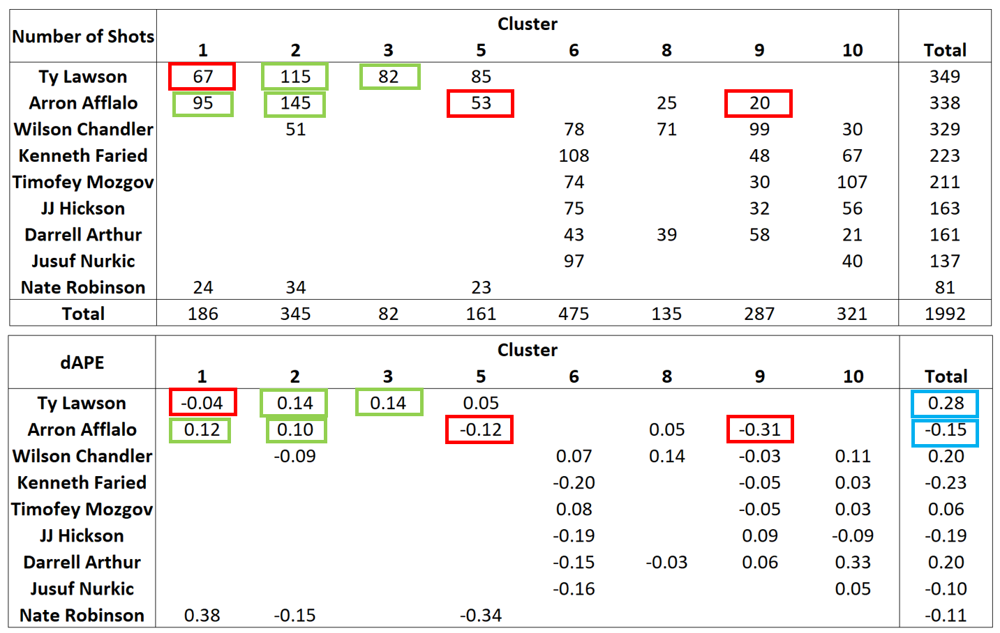 Number of Shots Cluster
1 2 3 5 6 8 9 10 Total
Ty Lawson 67 115 82 85 349
Arron Afflalo 95 145 53 25 20 338
Wilson Chandler 51 78 71 99 30 329
Kenneth Faried 108 48 67 223
Timofey Mozgov 74 30 107 211
JJ Hickson 75 32 56 163
Darrell Arthur 43 39 58 21 161
Jusuf Nurkic 97 40 137
Nate Robinson 24 34 23 81
Total 186 345 82 161 475 135 287 321 1992
dAPE Cluster
1 2 3 5 6 8 9 10 Total
Ty Lawson -0.04 0.14 0.14 0.05 0.28
Arron Afflalo 0.12 0.10 -0.12 0.05 -0.31 -0.15
Wilson Chandler -0.09 0.07 0.14 -0.03 0.11 0.20
Kenneth Faried -0.20 -0.05 0.03 -0.23
Timofey Mozgov 0.08 -0.05 0.03 0.06
JJ Hickson -0.19 0.09 -0.09 -0.19
Darrell Arthur -0.15 -0.03 0.06 0.33 0.20
Jusuf Nurkic -0.16 0.05 -0.10
Nate Robinson 0.38 -0.15 -0.34 -0.11